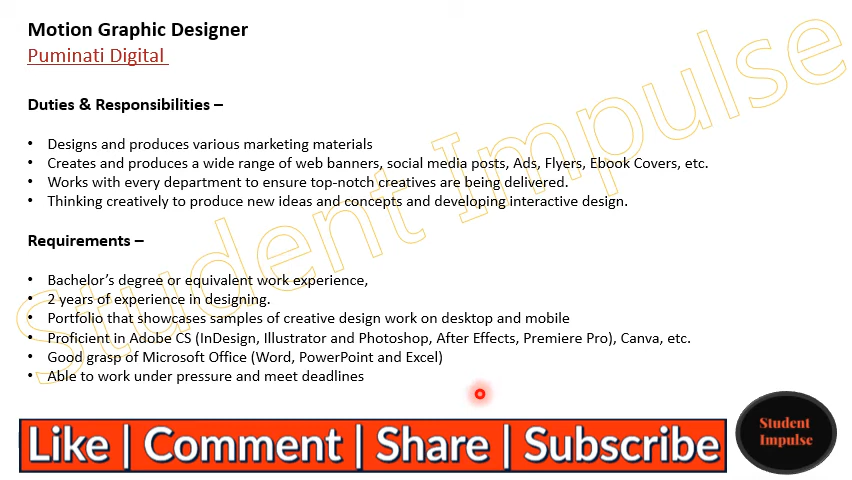 Motion Graphic Designer
Puminati Digital
Duties & Responsibilities –
• Designs and produces various marketing materials
• Creates and produces a wide range of web banners, social media posts, Ads, Flyers, Ebook Covers, etc.
• Works with every department to ensure top-notch creatives are being delivered.
• Thinking creatively to produce new ideas and concepts and developing interactive design.
Requirements –
• Bachelor's degree or equivalent work experience,
• 2 years of experience in designing.
• Portfolio that showcases samples of creative design work on desktop and mobile
• Proficient in Adobe CS (InDesign, Illustrator and Photoshop, After Effects, Premiere Pro), Canva, etc.
• Good grasp of Microsoft Office (Word, PowerPoint and Excel)
• Able to work under pressure and meet deadlines
Student Impulse
Like | Comment | Share | Subscribe
Student
Impulse